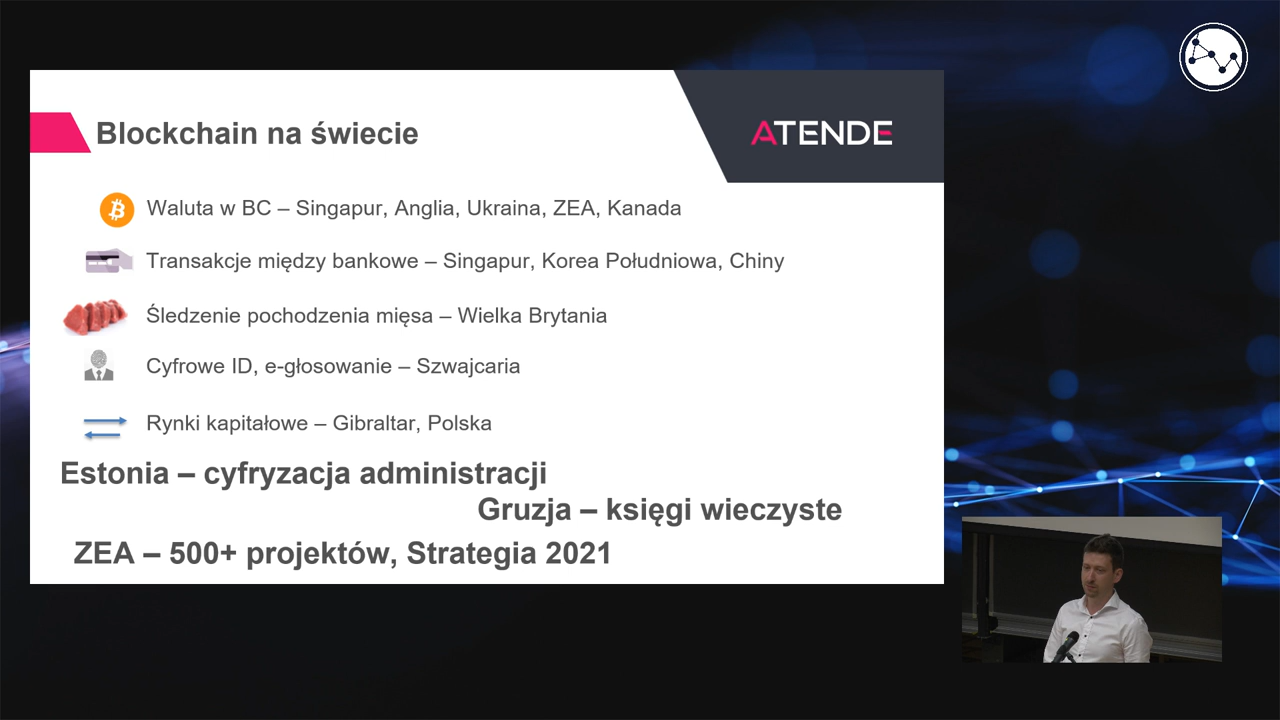 Blockchain na świecie
ATENDE
Waluta w BC – Singapur, Anglia, Ukraina, ZEA, Kanada
Transakcje między bankowe – Singapur, Korea Południowa, Chiny
Śledzenie pochodzenia mięsa – Wielka Brytania
Cyfrowe ID, e-głosowanie – Szwajcaria
Rynki kapitałowe – Gibraltar, Polska
Estonia – cyfryzacja administracji
Gruzja – księgi wieczyste
ZEA – 500+ projektów, Strategia 2021